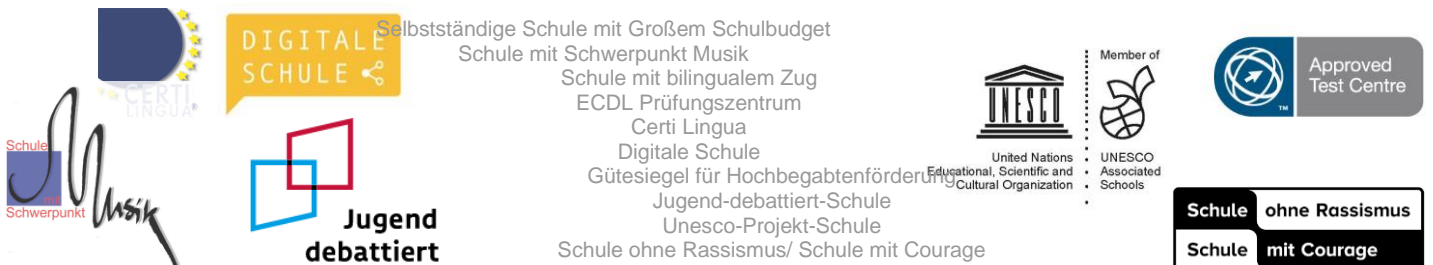 CERTI
LINGUA®
DIGITALE
SCHULE
Schule
mit
Schwerpunkt
Musik
Jugend
debattiert
Selbstständige Schule mit Großem Schulbudget
Schule mit Schwerpunkt Musik
Schule mit bilingualem Zug
ECDL Prüfungszentrum
Certi Lingua
Digitale Schule
Gütesiegel für Hochbegabtenförderung
Jugend-debattiert-Schule
Unesco-Projekt-Schule
Schule ohne Rassismus/ Schule mit Courage
UNESCO
United Nations
Educational, Scientific and
Cultural Organization
Member of
UNESCO
Associated
Schools
TM
Approved
Test Centre
Schule ohne Rassismus
Schule mit Courage